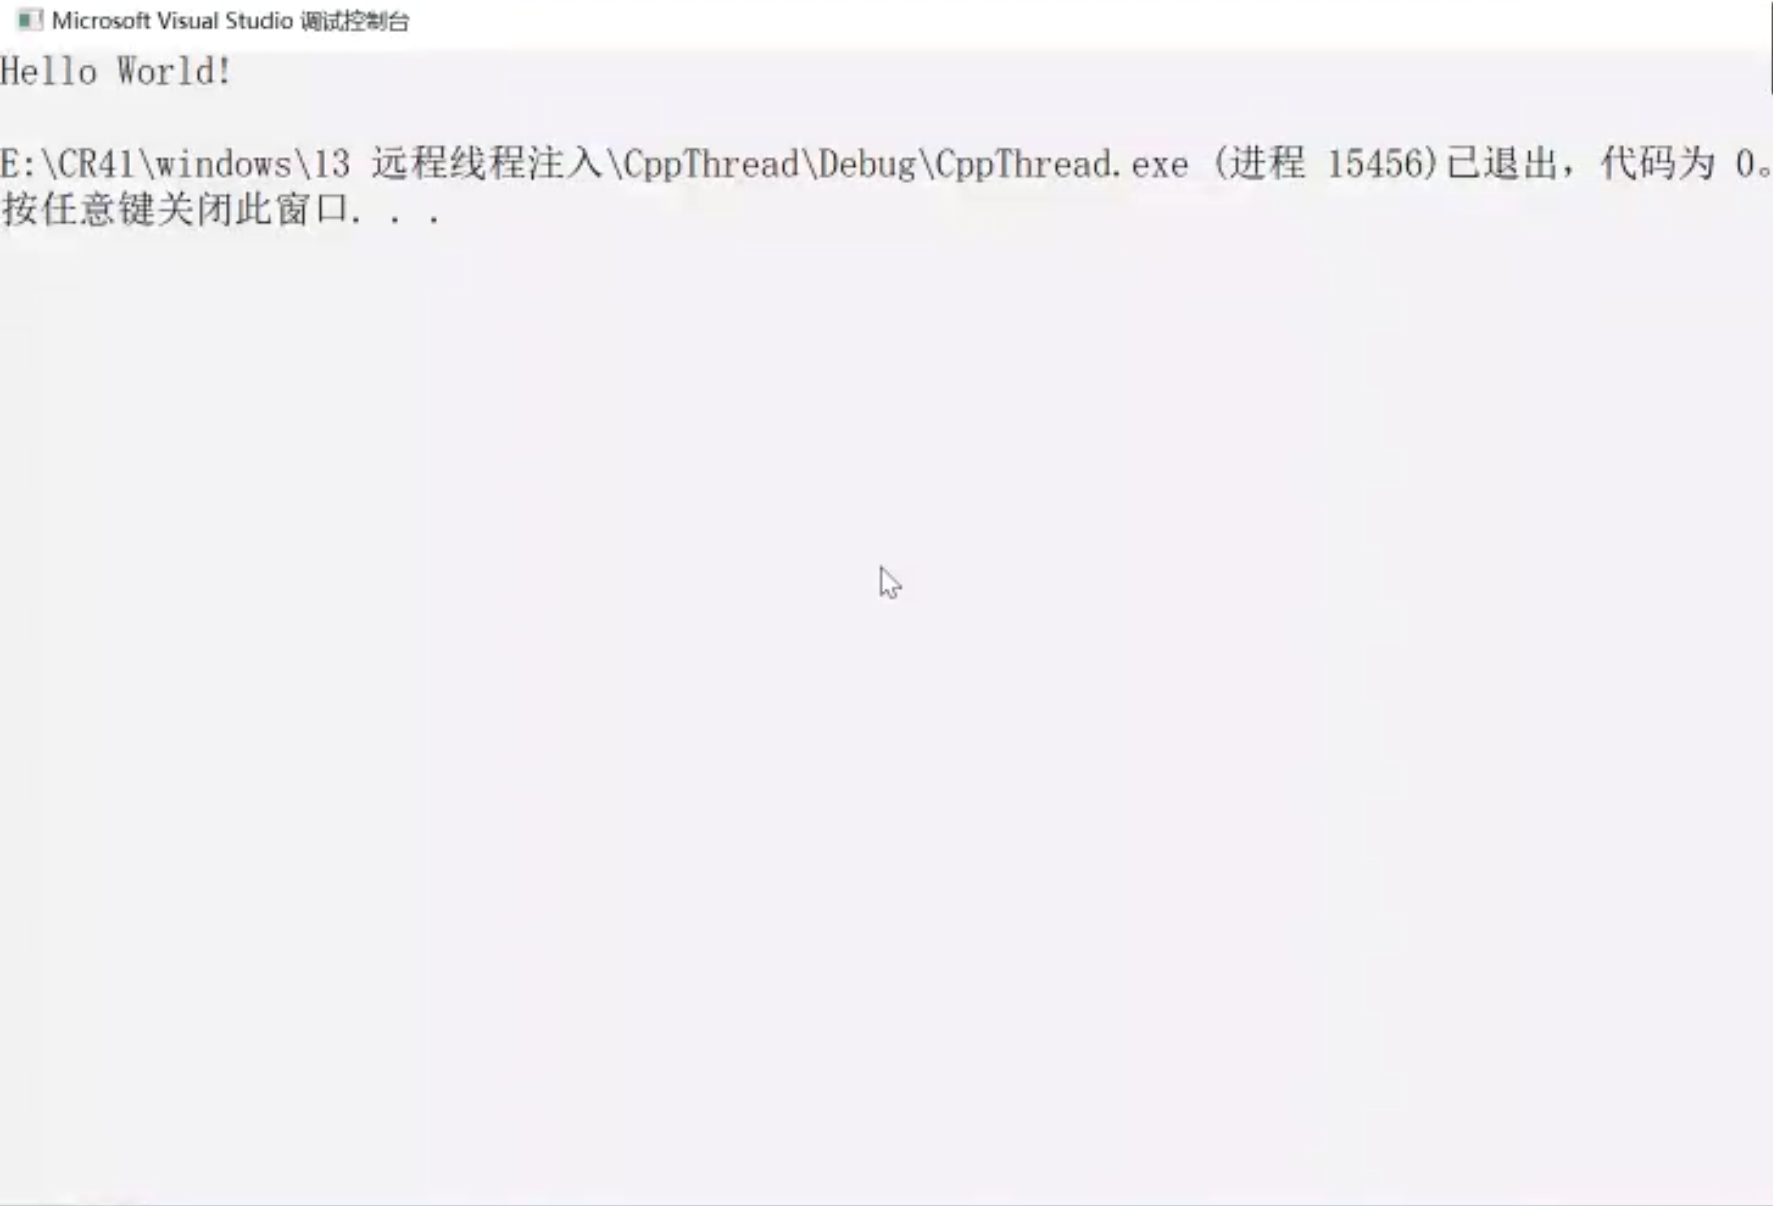 Microsoft Visual Studio 调试控制台
Hello World!
E:\CR41\windows\13 远程线程注入\CppThread\Debug\CppThread.exe (进程 15456)已退出，代码为 0。
按任意键关闭此窗口. . .